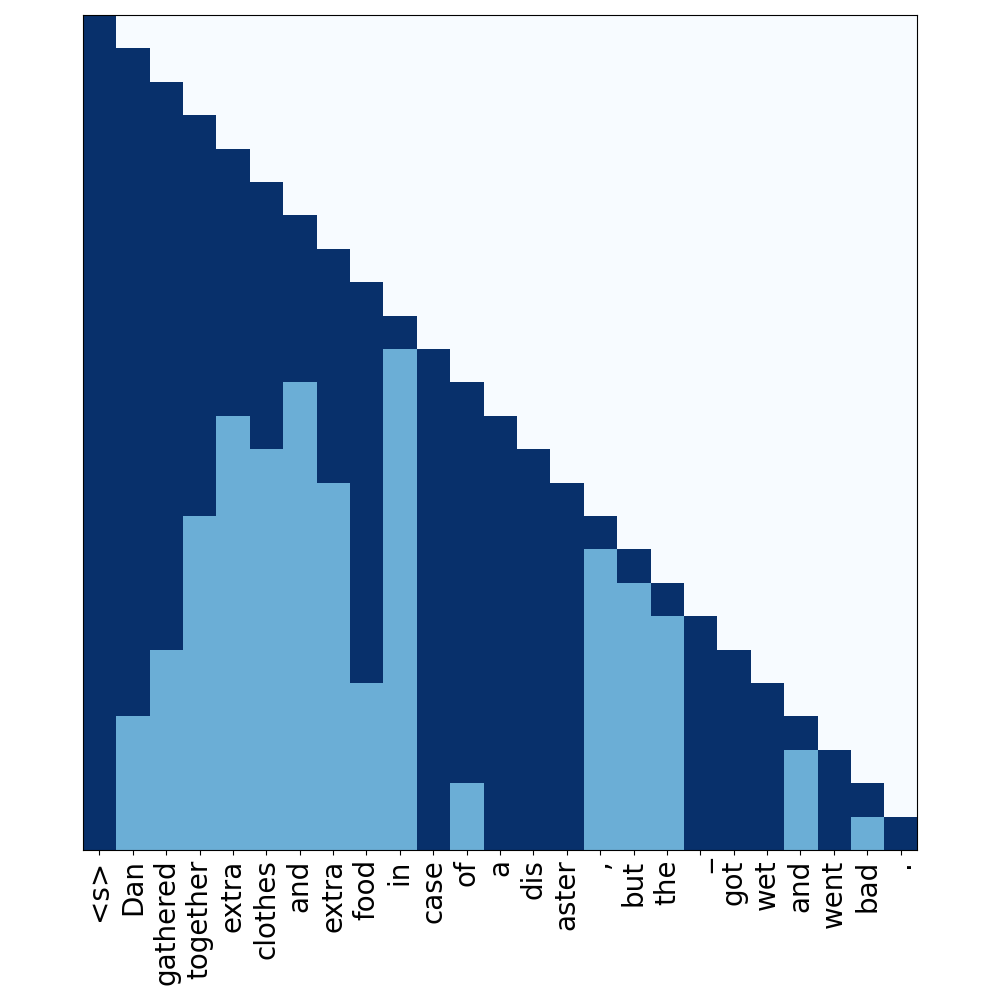 <s>
Dan
gathered
together
extra
clothes
and
extra
food
in
case
of
a
dis
aster
,
but
the
_
got
wet
and
went
bad
.